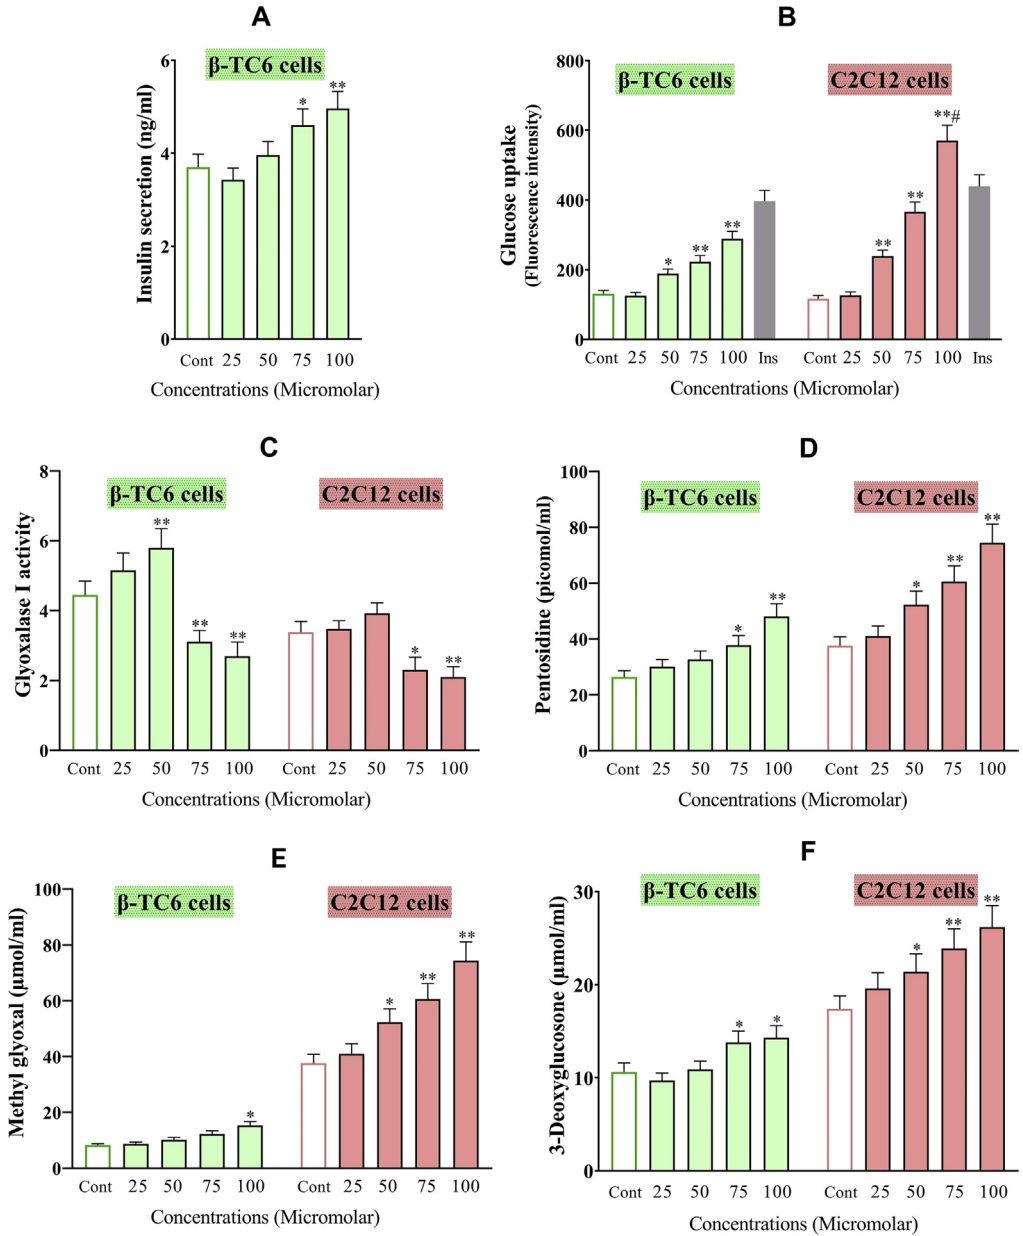 A
β-TC6 cells
Insulin secretion (ng/ml)
6
4
2
0
*
**
Cont 25 50 75 100
Concentrations (Micromolar)
B
β-TC6 cells
C2C12 cells
Glucose uptake
(Fluorescence intensity)
800
600
400
200
0
*
**
**
**
**
**#
Cont 25 50 75 100 Ins
Cont 25 50 75 100 Ins
Concentrations (Micromolar)
C
β-TC6 cells
C2C12 cells
Glyoxalase I activity
8
6
4
2
0
**
**
**
*
**
Cont 25 50 75 100
Cont 25 50 75 100
Concentrations (Micromolar)
D
β-TC6 cells
C2C12 cells
Pentosidine (picomol/ml)
100
80
60
40
20
0
*
**
*
**
**
Cont 25 50 75 100
Cont 25 50 75 100
Concentrations (Micromolar)
E
β-TC6 cells
C2C12 cells
Methyl glyoxal (μmol/ml)
100
80
60
40
20
0
*
*
**
**
Cont 25 50 75 100
Cont 25 50 75 100
Concentrations (Micromolar)
F
β-TC6 cells
C2C12 cells
3-Deoxyglucosone (μmol/ml)
30
20
10
0
*
*
*
**
**
Cont 25 50 75 100
Cont 25 50 75 100
Concentrations (Micromolar)